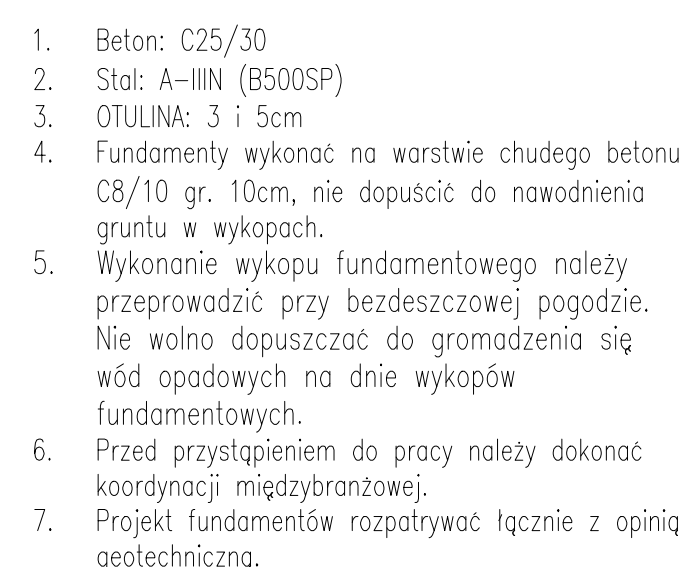 1. Beton: C25/30
2. Stal: A-IIIN (B500SP)
3. OTULINA: 3 i 5cm
4. Fundamenty wykonać na warstwie chudego betonu
C8/10 gr. 10cm, nie dopuścić do nawodnienia
gruntu w wykopach.
5. Wykonanie wykopu fundamentowego należy
przeprowadzić przy bezdeszczowej pogodzie.
Nie wolno dopuszczać do gromadzenia się
wód opadowych na dnie wykopów
fundamentowych.
6. Przed przystąpieniem do pracy należy dokonać
koordynacji międzybranżowej.
7. Projekt fundamentów rozpatrywać łącznie z opinią
geotechniczną.